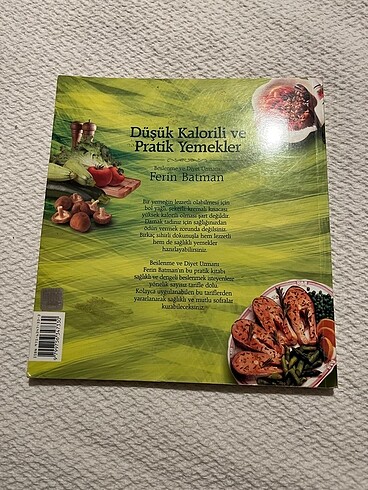 Düşük Kalorili ve
Pratik Yemekler
Beslenme ve Diyet Uzmanı
Ferin Batman
Bir yemeğin lezzetli olabilmesi için
bol yağlı, şekerli, kremalı kısacası
yüksek kalorili olması şart değildir.
Damak tadınız için sağlığınızdan
ödün vermek zorunda değilsiniz.
Birkaç sihirli dokunuşla hem lezzetli
hem de sağlıklı yemekler
hazırlayabilirsiniz.
Beslenme ve Diyet Uzmanı
Ferin Batman'ın bu pratik kitabı
sağlıklı ve dengeli beslenmek isteyenlere
yönelik sayısız tarifle dolu.
Kolayca uygulanabilen bu tariflerden
yararlanarak sağlıklı ve mutlu sofralar
kurabileceksiniz.